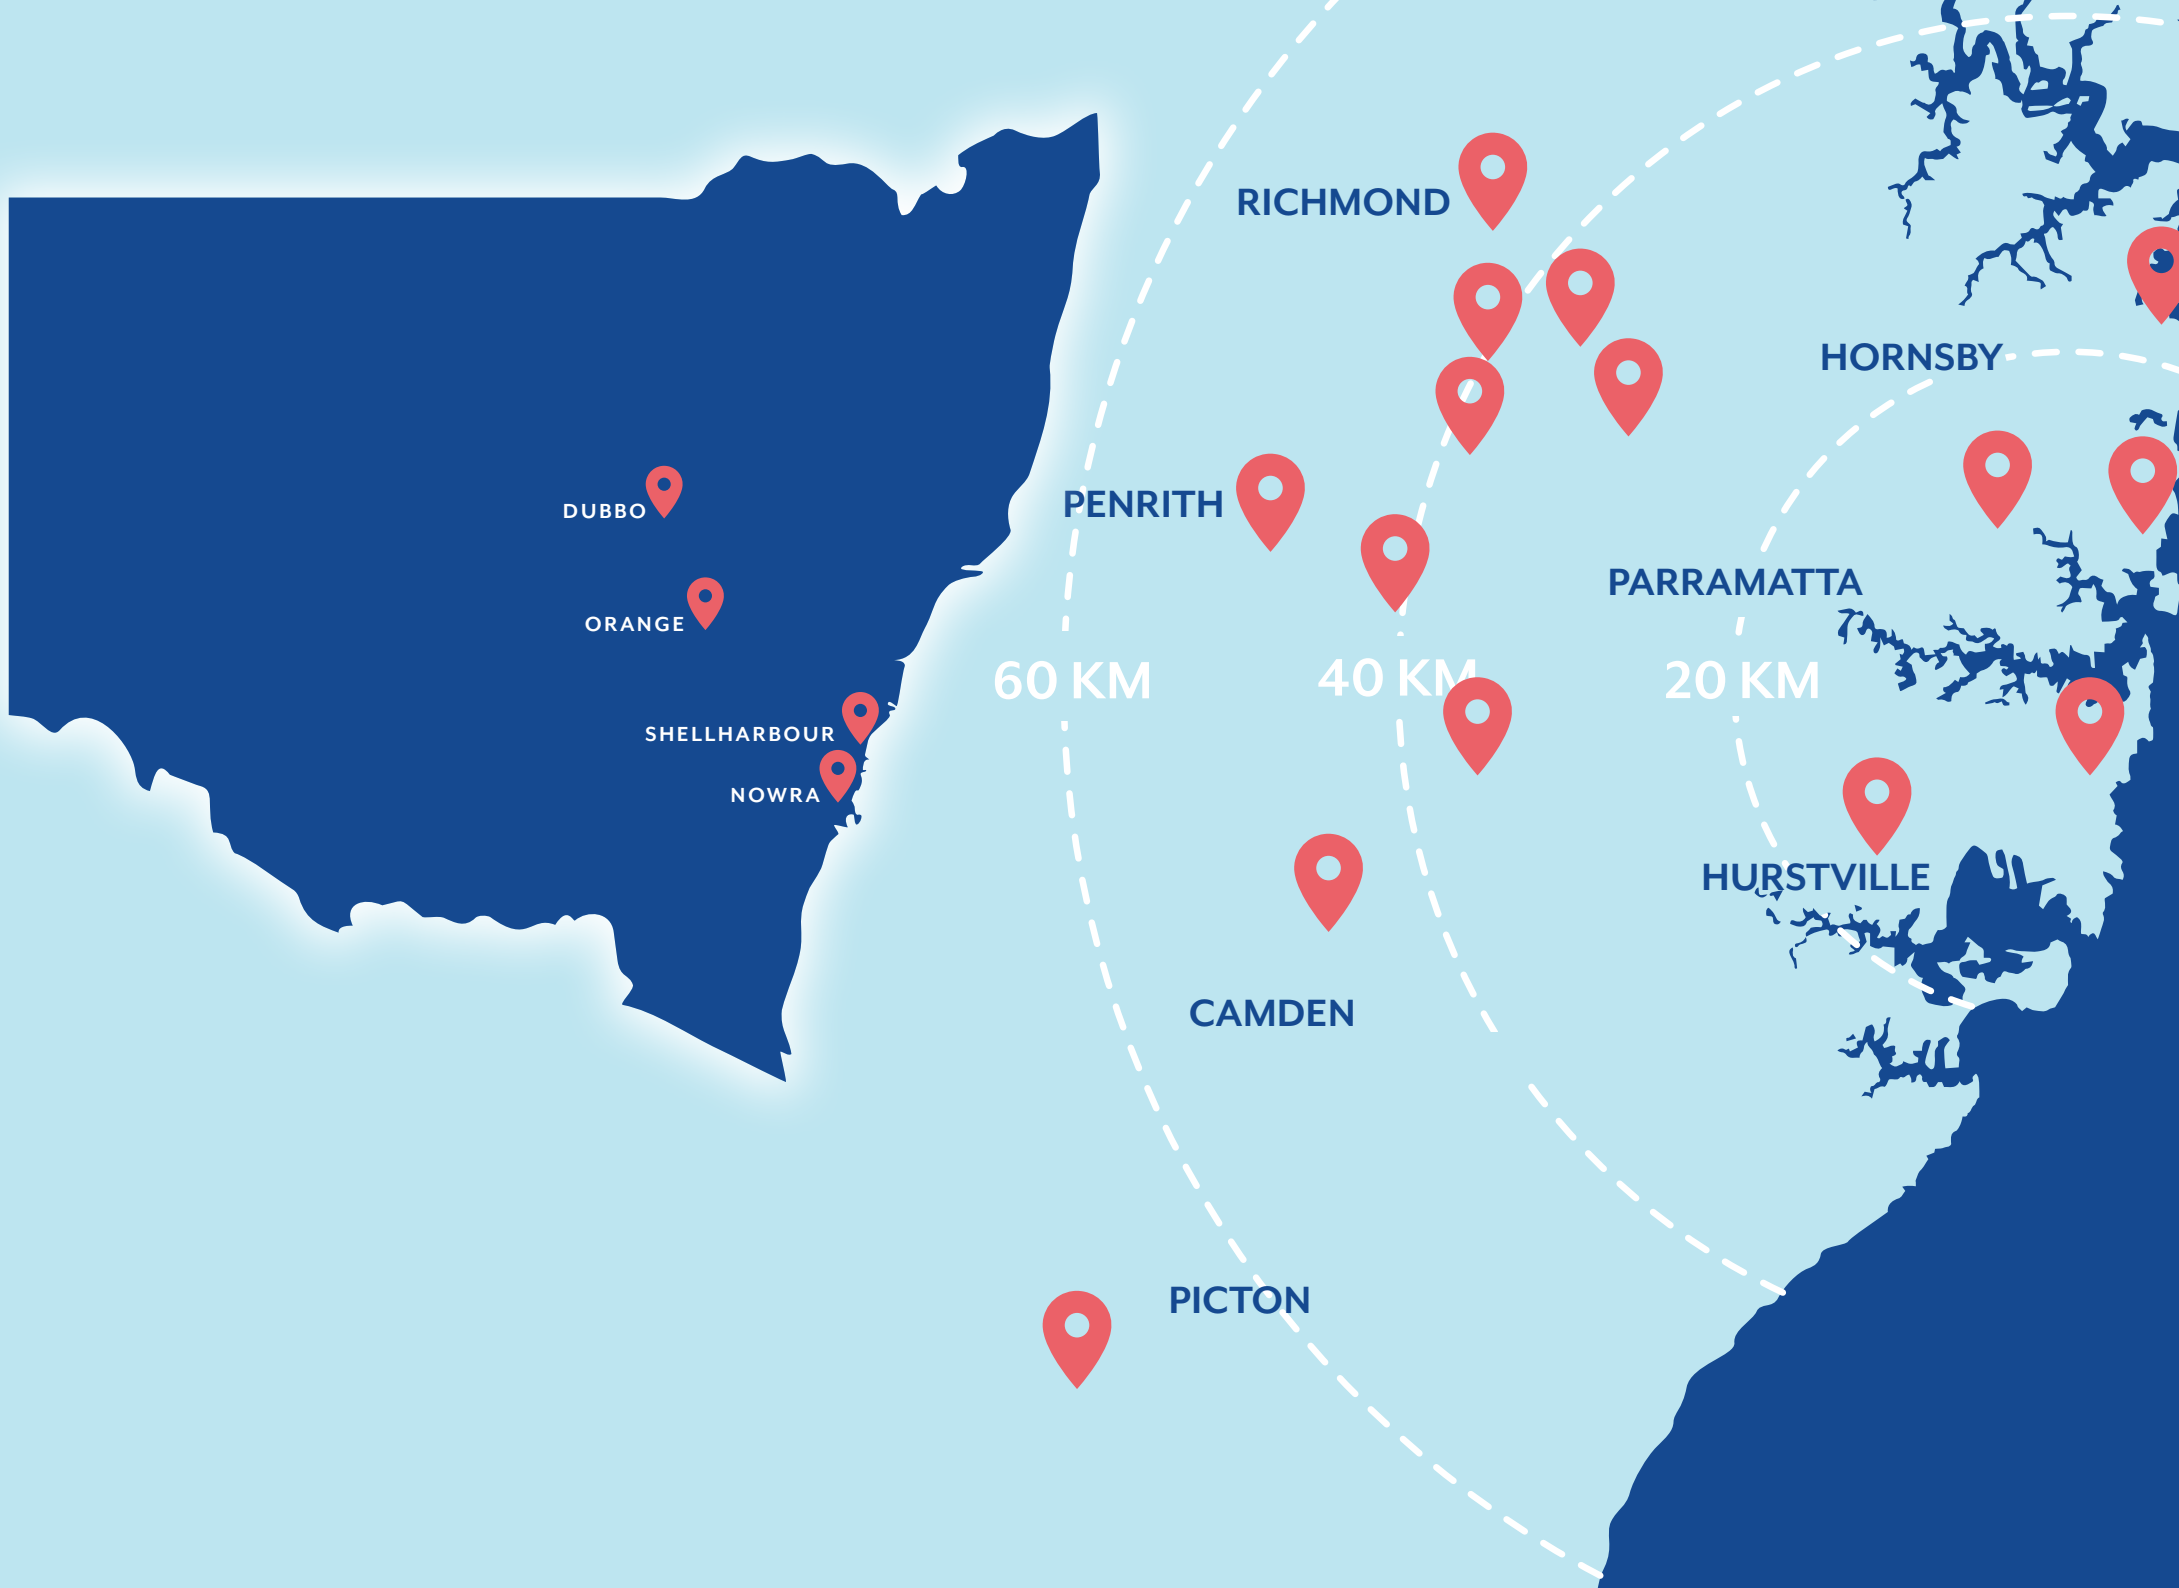 RICHMOND
HORNSBY
PENRITH
DUBBO
PARRAMATTA
ORANGE
60 KM
40 KM
20 KM
SHELLHARBOUR
NOWRA
HURSTVILLE
CAMDEN
PICTON